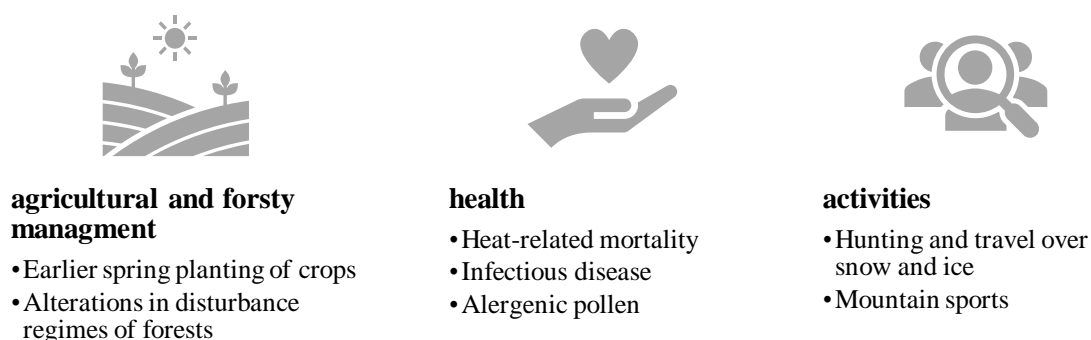 agricultural and forsty
managment
•Earlier spring planting of crops
•Alterations in disturbance
regimes of forests
health
•Heat-related mortality
•Infectious disease
•Alergenic pollen
activities
•Hunting and travel over
snow and ice
•Mountain sports